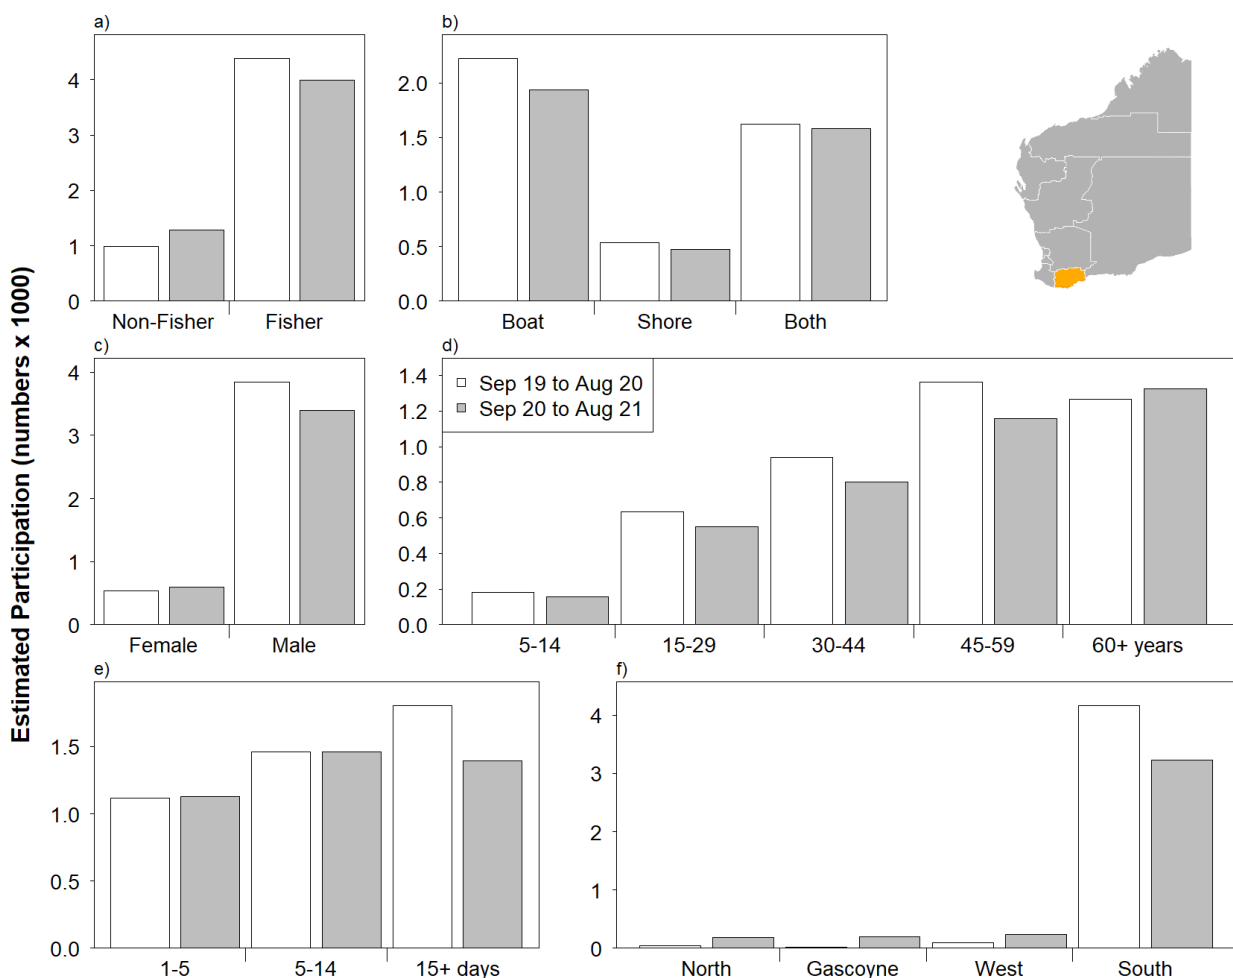 a)
4
3
2
1
0
Non-Fisher Fisher
b)
2.0
1.5
1.0
0.5
0.0
Boat Shore Both
Estimated Participation (numbers x 1000)
c)
4
3
2
1
0
Female Male
d)
Sep 19 to Aug 20
Sep 20 to Aug 21
1.4
1.2
1.0
0.8
0.6
0.4
0.2
0.0
5-14 15-29 30-44 45-59 60+ years
e)
1.5
1.0
0.5
0.0
1-5 5-14 15+ days
f)
4
3
2
1
0
North Gascoyne West South